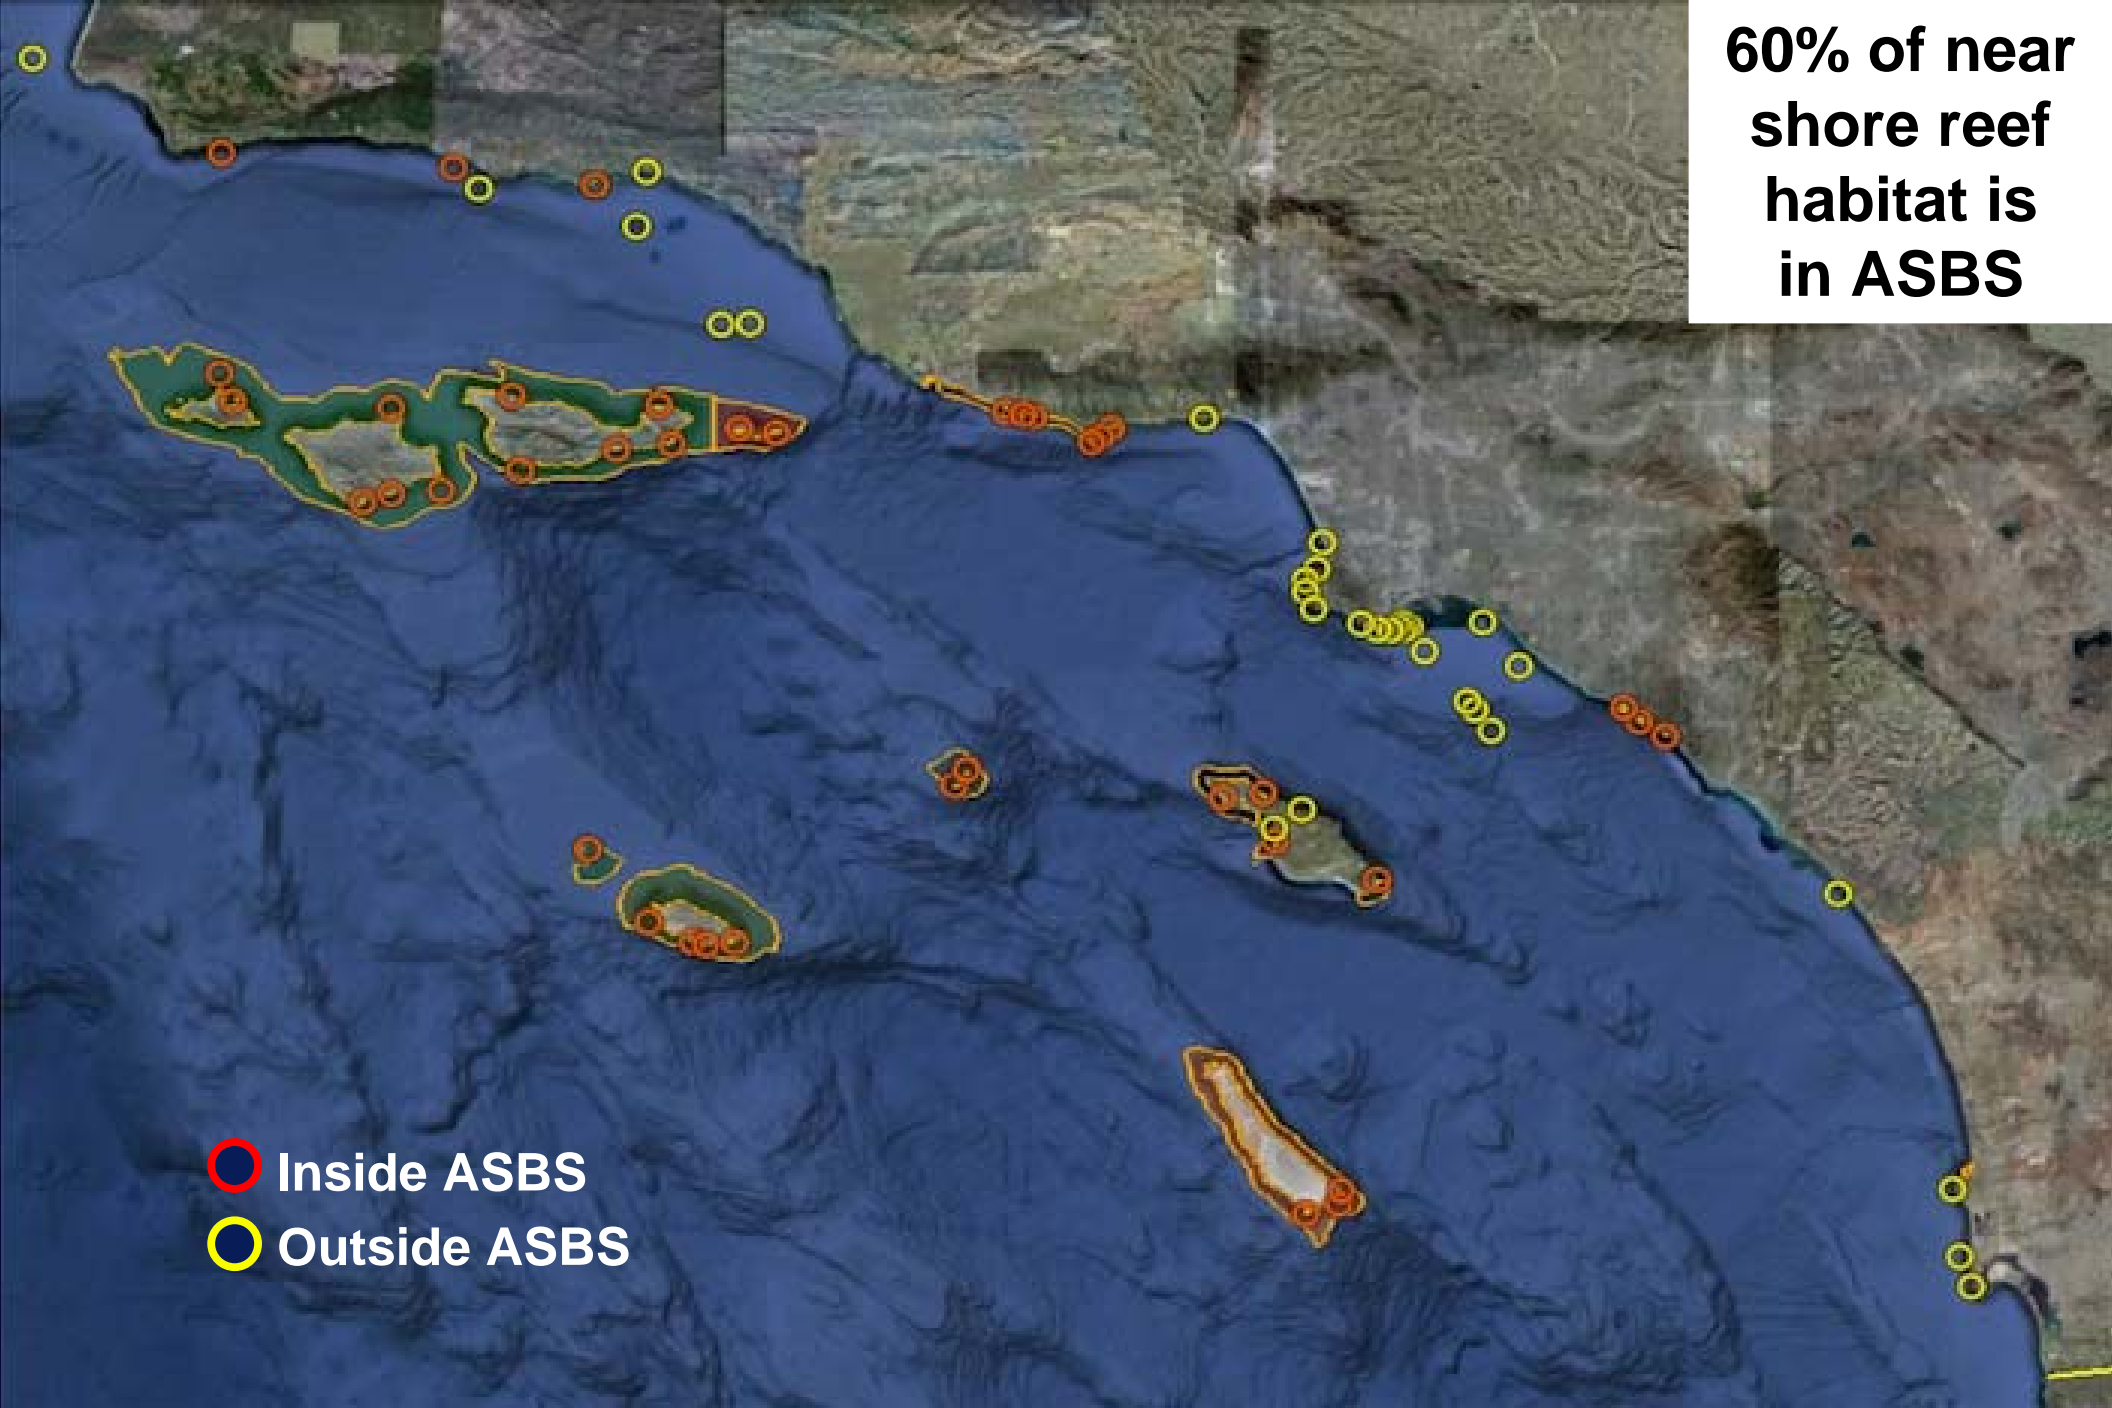 60% of near
shore reef
habitat is
in ASBS
Inside ASBS
Outside ASBS